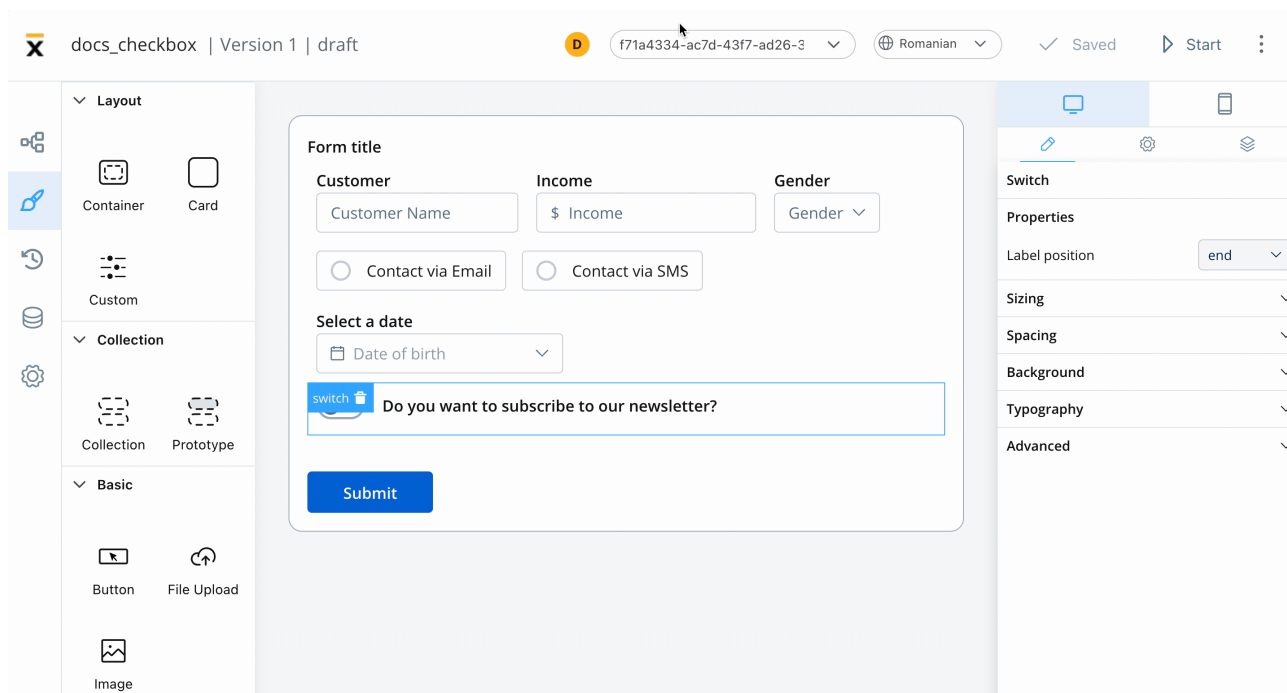 docs_checkbox | Version 1 | draft
D
f71a4334-ac7d-43f7-ad26-3
Romanian
Saved
Start
Layout
Container
Card
Custom
Collection
Collection
Prototype
Basic
Button
File Upload
Image
Form title
Customer
Income
Gender
Customer Name
$ Income
Gender
Contact via Email
Contact via SMS
Select a date
Date of birth
switch
Do you want to subscribe to our newsletter?
Submit
Switch
Properties
Label position
end
Sizing
Spacing
Background
Typography
Advanced